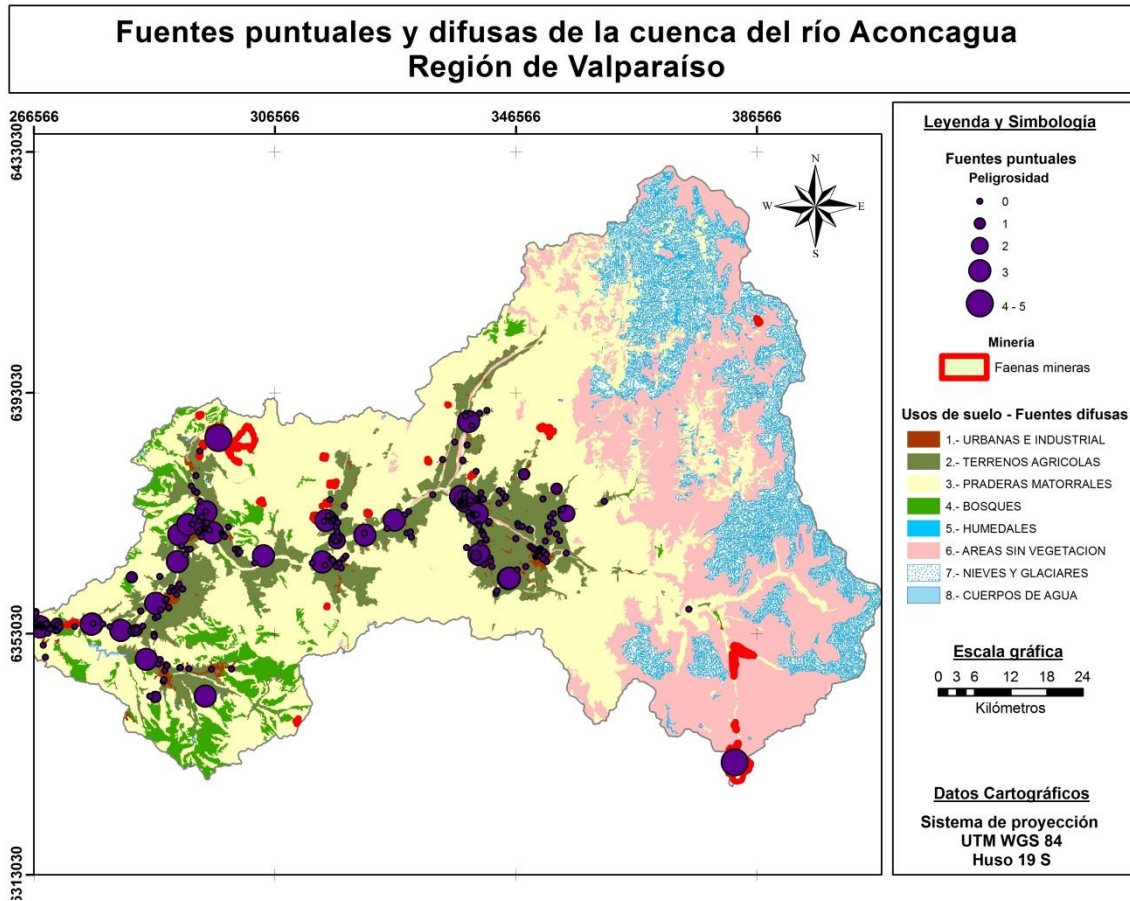 Fuentes puntuales y difusas de la cuenca del río Aconcagua
Región de Valparaíso
266566 306566 346566 386566
6433030
6393030
6353030
6313030
N
W E
S
Leyenda y Simbología
Fuentes puntuales
Peligrosidad
0
1
2
3
4 - 5
Minería
Faenas mineras
Usos de suelo - Fuentes difusas
1.- URBANAS E INDUSTRIAL
2.- TERRENOS AGRICOLAS
3.- PRADERAS MATORRALES
4.- BOSQUES
5.- HUMEDALES
6.- AREAS SIN VEGETACION
7.- NIEVES Y GLACIARES
8.- CUERPOS DE AGUA
Escala gráfica
0 3 6 12 18 24
Kilómetros
Datos Cartográficos
Sistema de proyección
UTM WGS 84
Huso 19 S